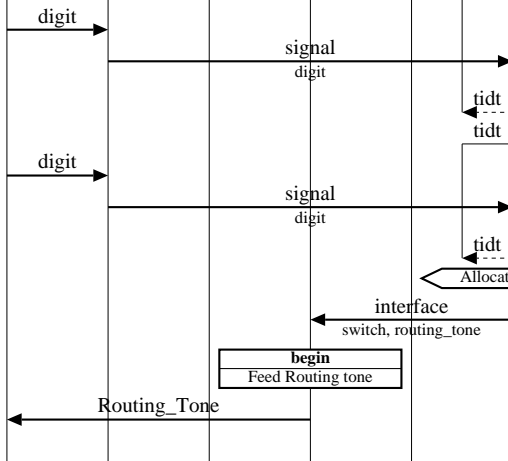 digit
signal
digit
tidt
tidt
digit
signal
digit
tidt
Allocat
interface
switch, routing_tone
begin
Feed Routing tone
Routing_Tone